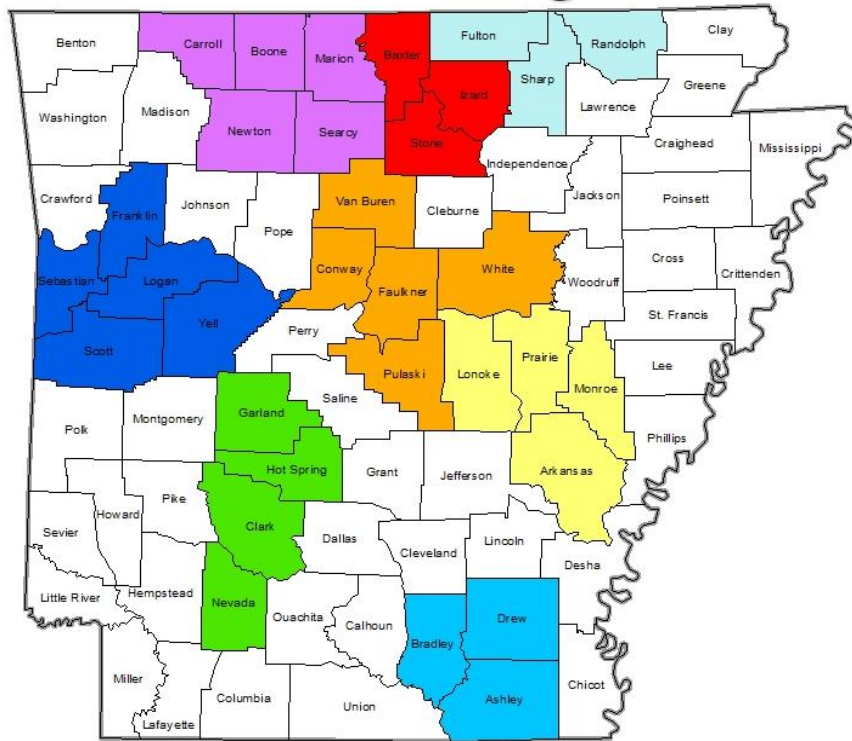 Benton
Carroll
Boone
Marion
Baxter
Fulton
Randolph
Clay
Izard
Sharp
Greene
Washington
Madison
Newton
Searcy
Stone
Lawrence
Independence
Craighead
Mississippi
Crawford
Franklin
Johnson
Pope
Van Buren
Cleburne
Jackson
Poinsett
Sebastian
Logan
Conway
Faulkner
White
Woodruff
Cross
Crittenden
St. Francis
Scott
Yell
Perry
Pulaski
Lonoke
Prairie
Monroe
Lee
Polk
Montgomery
Garland
Saline
Phillips
Hot Spring
Grant
Jefferson
Arkansas
Sevier
Howard
Pike
Clark
Dallas
Cleveland
Lincoln
Desha
Little River
Hempstead
Nevada
Ouachita
Calhoun
Bradley
Drew
Miller
Lafayette
Columbia
Union
Ashley
Chicot